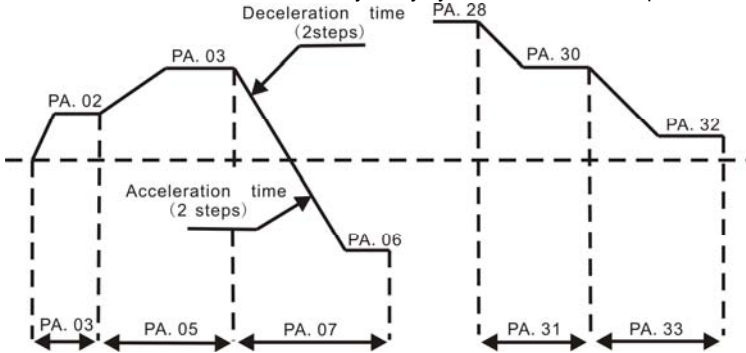 Deceleration time
(2steps)
PA. 28
PA. 03
PA. 30
PA. 02
PA. 32
Acceleration time
(2 steps)
PA. 06
PA. 03
PA. 05
PA. 07
PA. 31
PA. 33